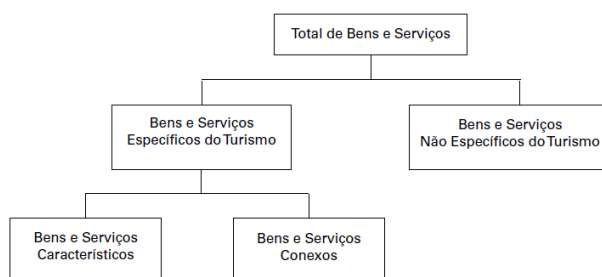 Total de Bens e Serviços
Bens e Serviços
Específicos do Turismo
Bens e Serviços
Não Específicos do Turismo
Bens e Serviços
Característicos
Bens e Serviços
Conexos